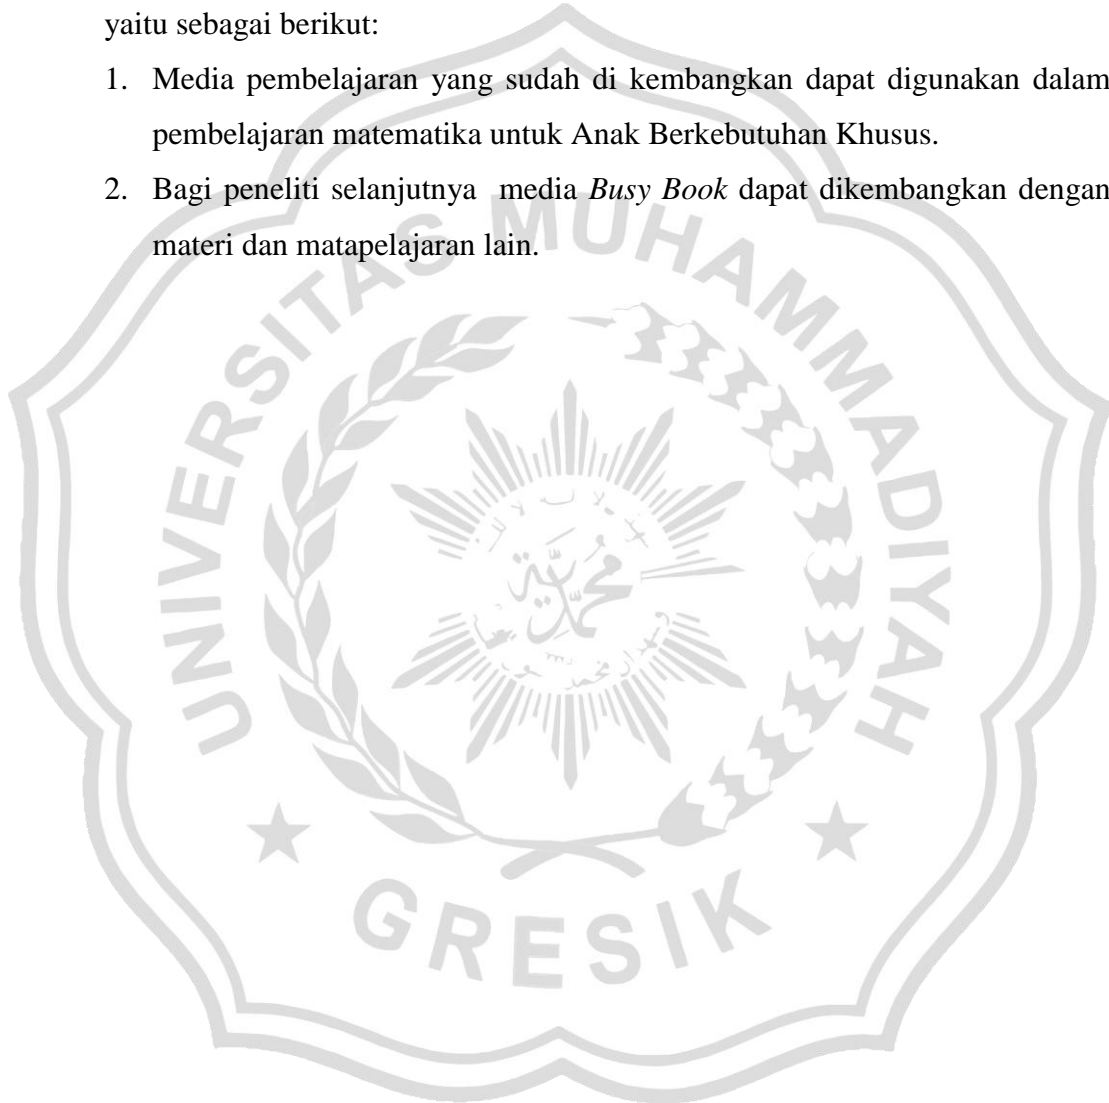 yaitu sebagai berikut:
1. Media pembelajaran yang sudah di kembangkan dapat digunakan dalam
pembelajaran matematika untuk Anak Berkebutuhan Khusus.
2. Bagi peneliti selanjutnya media Busy Book dapat dikembangkan dengan
materi dan matapelajaran lain.
UNIVERSITAS MUHAMMADIYAH
محمدية
GRESIK